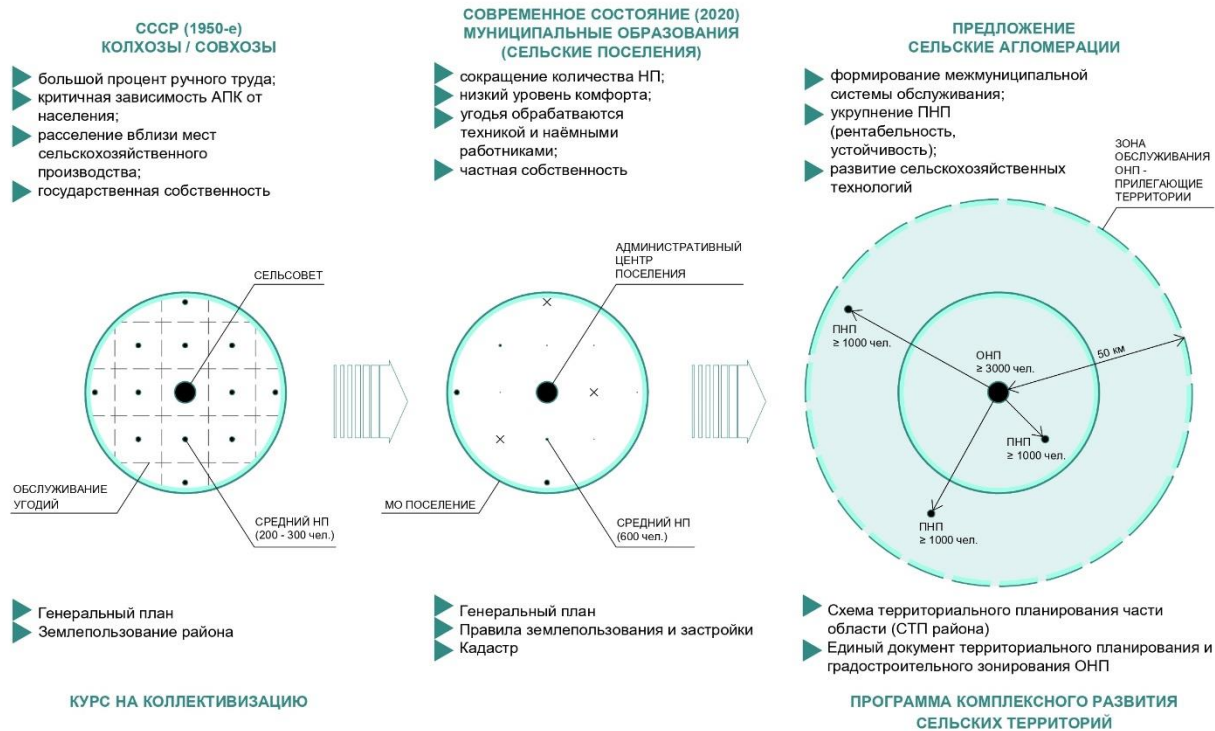 СССР (1950-е)
КОЛХОЗЫ / СОВХОЗЫ
большой процент ручного труда;
критичная зависимость АПК от
населения;
расселение вблизи мест
сельскохозяйственного
производства;
государственная собственность
СЕЛЬСОВЕТ
ОБСЛУЖИВАНИЕ
УГОДИЙ
СРЕДНИЙ НП
(200 - 300 чел.)
Генеральный план
Землепользование района
КУРС НА КОЛЛЕКТИВИЗАЦИЮ
СОВРЕМЕННОЕ СОСТОЯНИЕ (2020)
МУНИЦИПАЛЬНЫЕ ОБРАЗОВАНИЯ
(СЕЛЬСКИЕ ПОСЕЛЕНИЯ)
сокращение количества НП;
низкий уровень комфорта;
угодья обрабатваются
техникой и наёмными
работниками;
частная собственность
АДМИНИСТРАТИВНЫЙ
ЦЕНТР
ПОСЕЛЕНИЯ
МО ПОСЕЛЕНИЕ
СРЕДНИЙ НП
(600 чел.)
Генеральный план
Правила землепользования и застройки
Кадастр
ПРЕДЛОЖЕНИЕ
СЕЛЬСКИЕ АГЛОМЕРАЦИИ
формирование межмуниципальной
системы обслуживания;
укрупнение ПНП
(рентабельность,
устойчивость);
развитие сельскохозяйственных
технологий
ЗОНА
ОБСЛУЖИВАНИЯ
ОНП -
ПРИЛЕГАЮЩИЕ
ТЕРРИТОРИИ
ПНП
≥ 1000 чел.
ОНП
≥ 3000 чел.
50 км
ПНП
≥ 1000 чел.
ПНП
≥ 1000 чел.
Схема территориального планирования части
области (СТП района)
Единый документ территориального планирования и
градостроительного зонирования ОНП
ПРОГРАММА КОМПЛЕКСНОГО РАЗВИТИЯ
СЕЛЬСКИХ ТЕРРИТОРИЙ